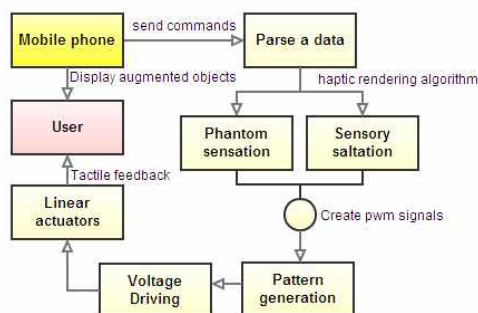 send commands
Mobile phone
Parse a data
Display augmented objects
haptic rendering algorithm
User
Phantom
sensation
Sensory
saltation
Tactile feedback
Linear
actuators
Create pwm signals
Voltage
Driving
Pattern
generation